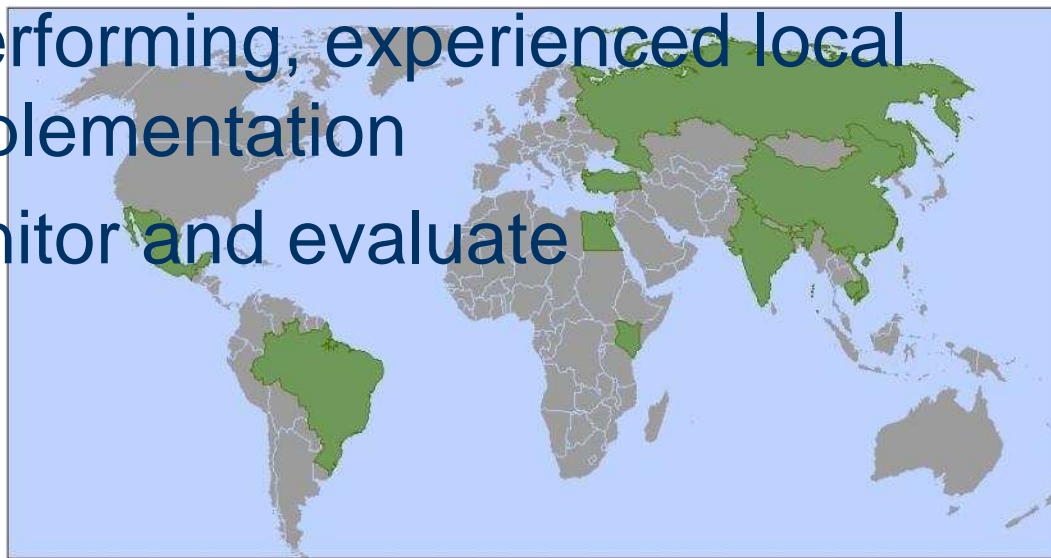 erforming, experienced local
plementation
nitor and evaluate